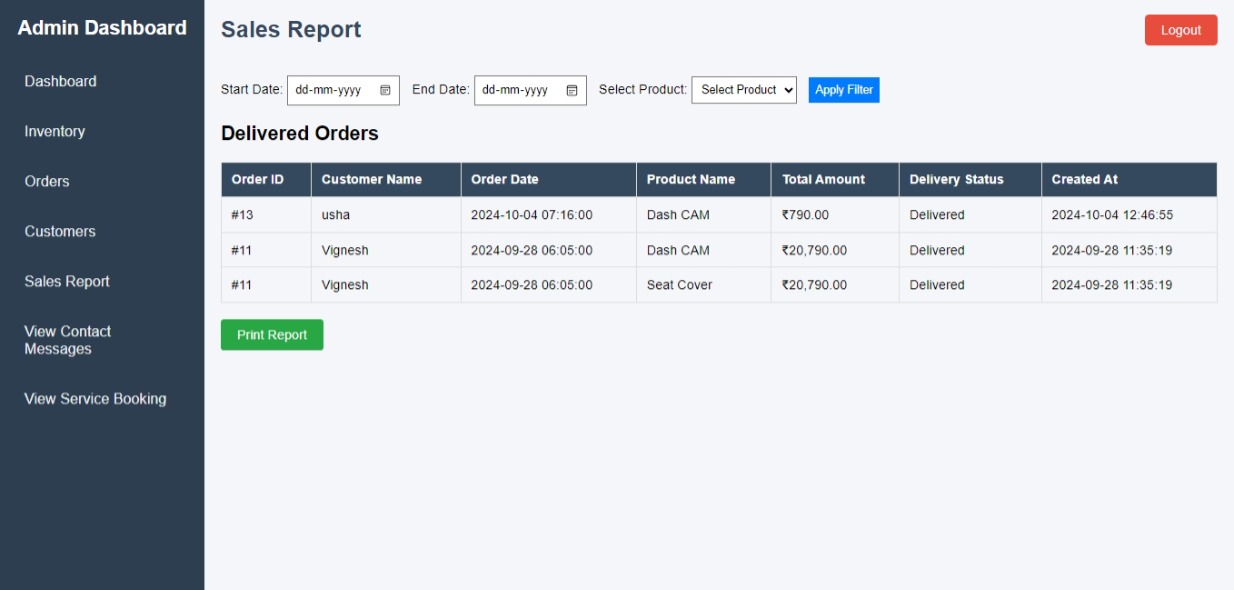 Admin Dashboard
Dashboard
Inventory
Orders
Customers
Sales Report
View Contact
Messages
View Service Booking
Sales Report
Logout
Start Date: dd-mm-yyyy End Date: dd-mm-yyyy Select Product: Select Product Apply Filter
Delivered Orders
Order ID Customer Name Order Date Product Name Total Amount Delivery Status Created At
#13 usha 2024-10-04 07:16:00 Dash CAM ₹790.00 Delivered 2024-10-04 12:46:55
#11 Vignesh 2024-09-28 06:05:00 Dash CAM ₹20,790.00 Delivered 2024-09-28 11:35:19
#11 Vignesh 2024-09-28 06:05:00 Seat Cover ₹20,790.00 Delivered 2024-09-28 11:35:19
Print Report